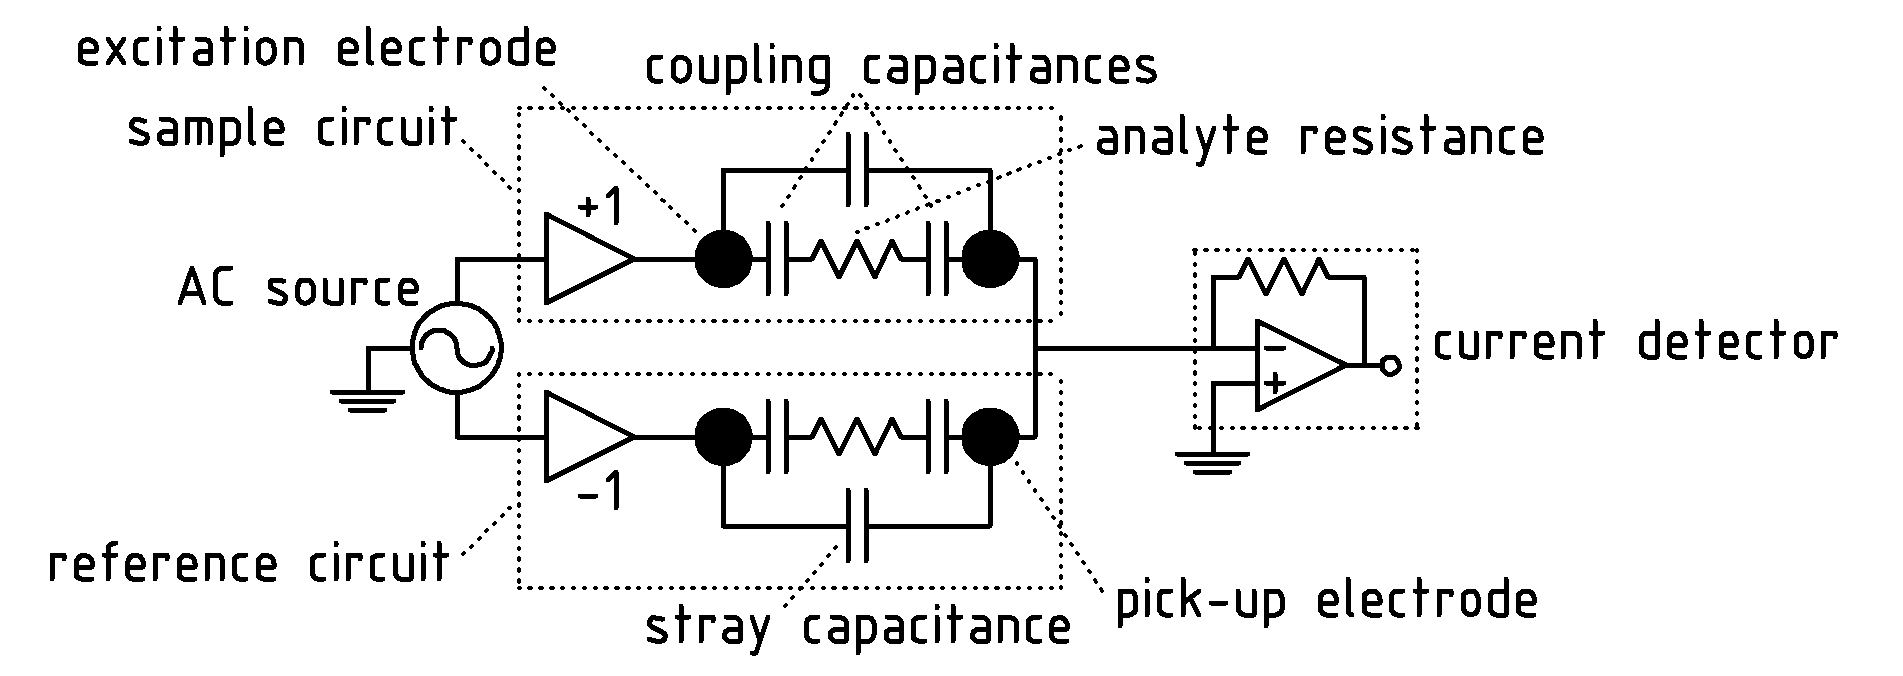 excitation electrode
coupling capacitances
sample circuit
analyte resistance
+1
AC source
current detector
−
+
−1
reference circuit
pick-up electrode
stray capacitance